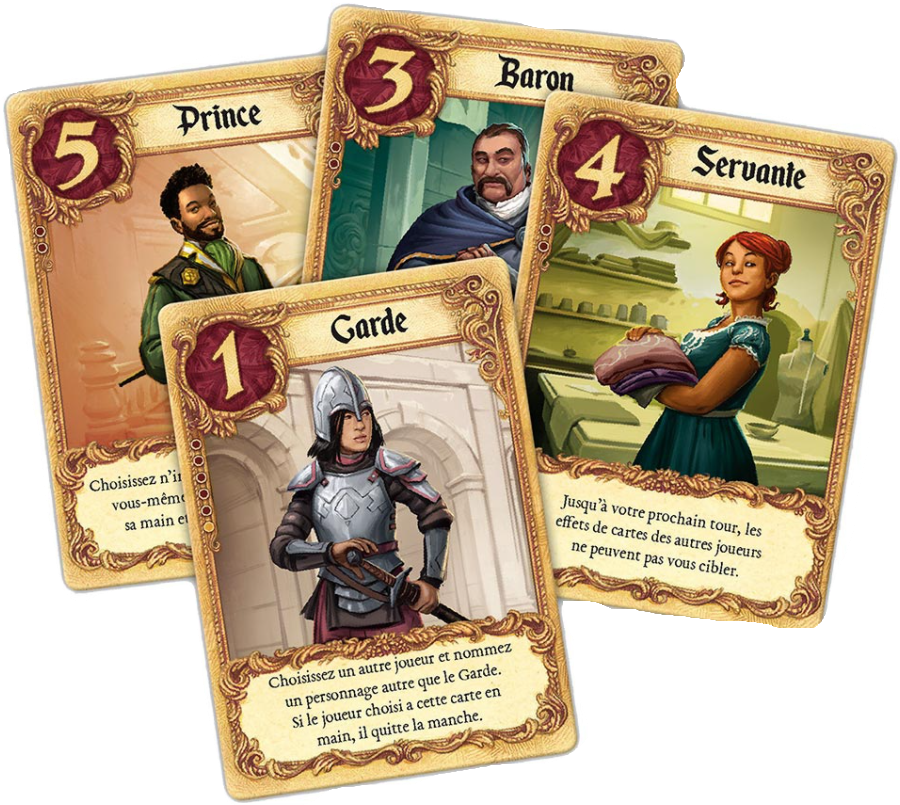 5
Prince
Choisissez n'i
vous-même
sa main et
3
Baron
4
Servante
Jusqu'à votre prochain tour, les
effets de cartes des autres joueurs
ne peuvent pas vous cibler.
1
Garde
Choisissez un autre joueur et nommez
un personnage autre que le Garde.
Si le joueur choisi a cette carte en
main, il quitte la manche.